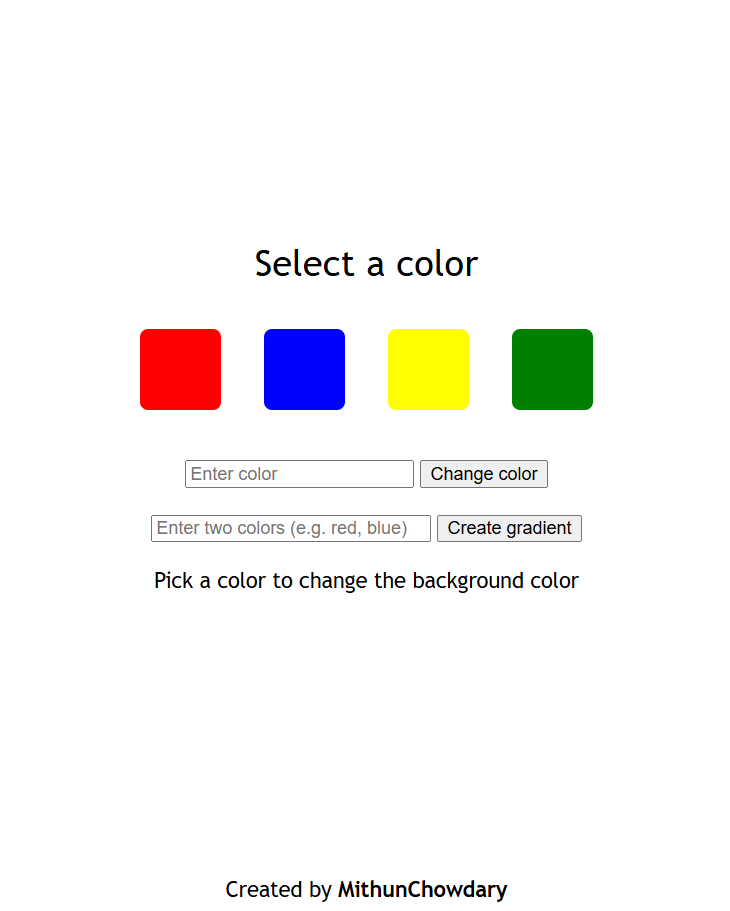 Select a color
Enter color Change color
Enter two colors (e.g. red, blue) Create gradient
Pick a color to change the background color
Created by MithunChowdary